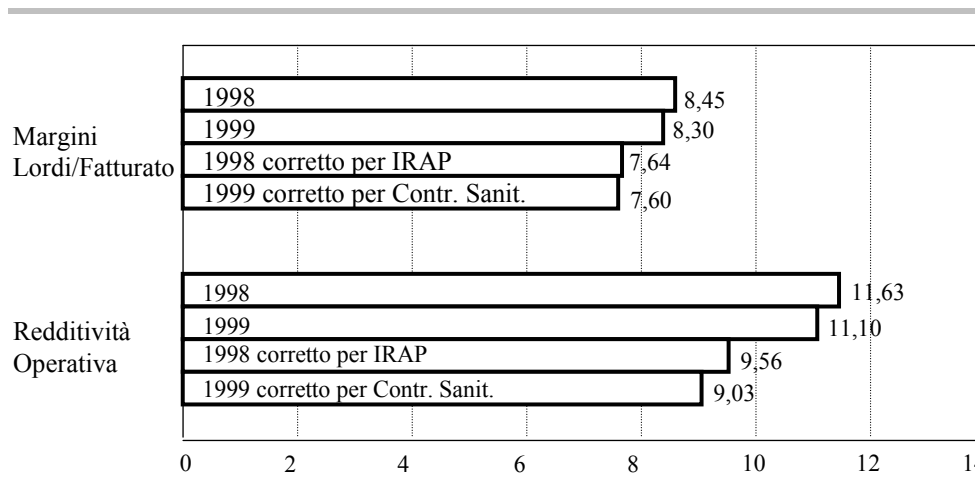 Margini
Lordi/Fatturato
1998 8,45
1999 8,30
1998 corretto per IRAP 7,64
1999 corretto per Contr. Sanit. 7,60
Redditività
Operativa
1998 11,63
1999 11,10
1998 corretto per IRAP 9,56
1999 corretto per Contr. Sanit. 9,03
0 2 4 6 8 10 12